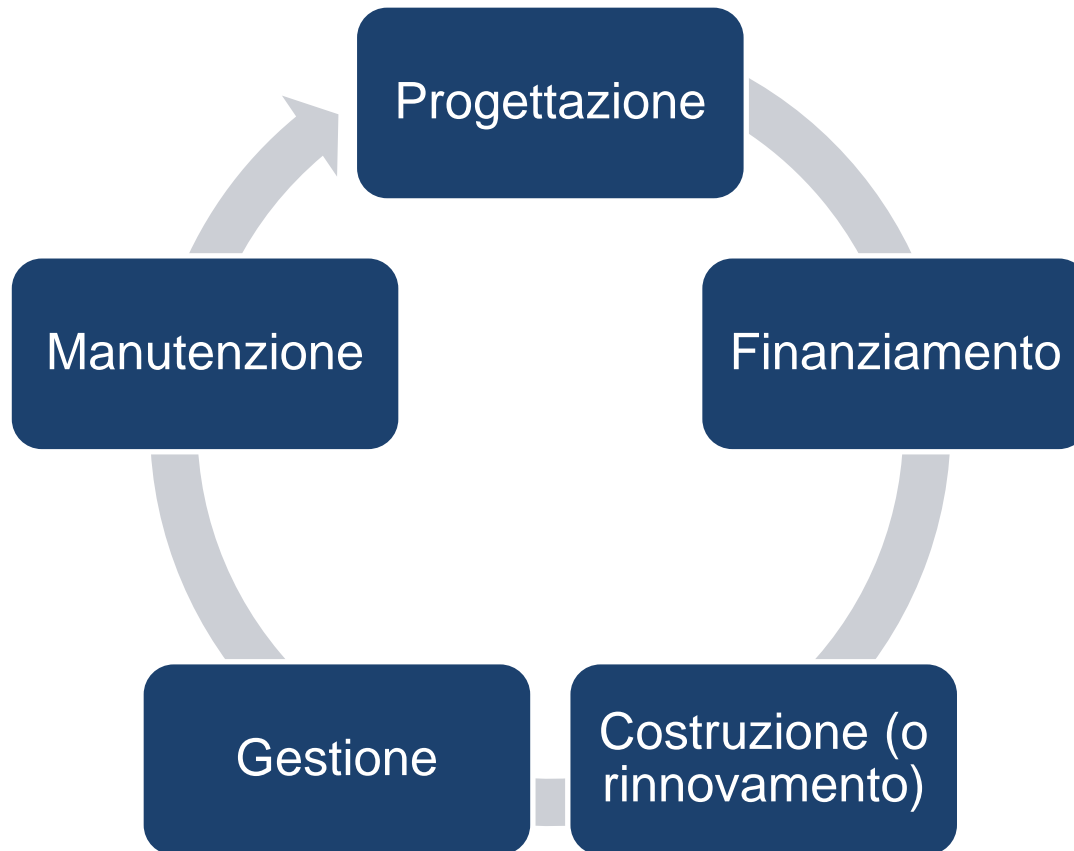 Progettazione
Finanziamento
Costruzione (o
rinnovamento)
Gestione
Manutenzione